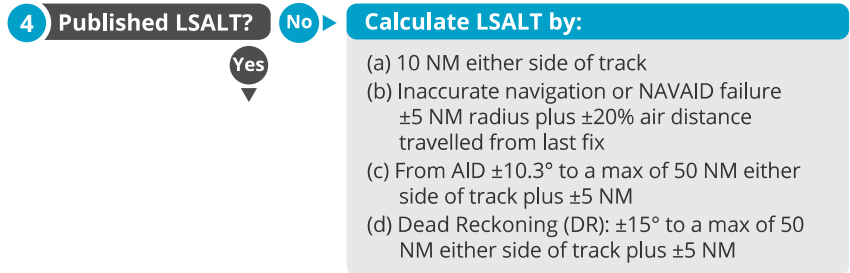 4 Published LSALT? No Calculate LSALT by:
Yes
(a) 10 NM either side of track
(b) Inaccurate navigation or NAVAID failure
±5 NM radius plus ±20% air distance
travelled from last fix
(c) From AID ±10.3° to a max of 50 NM either
side of track plus ±5 NM
(d) Dead Reckoning (DR): ±15° to a max of 50
NM either side of track plus ±5 NM